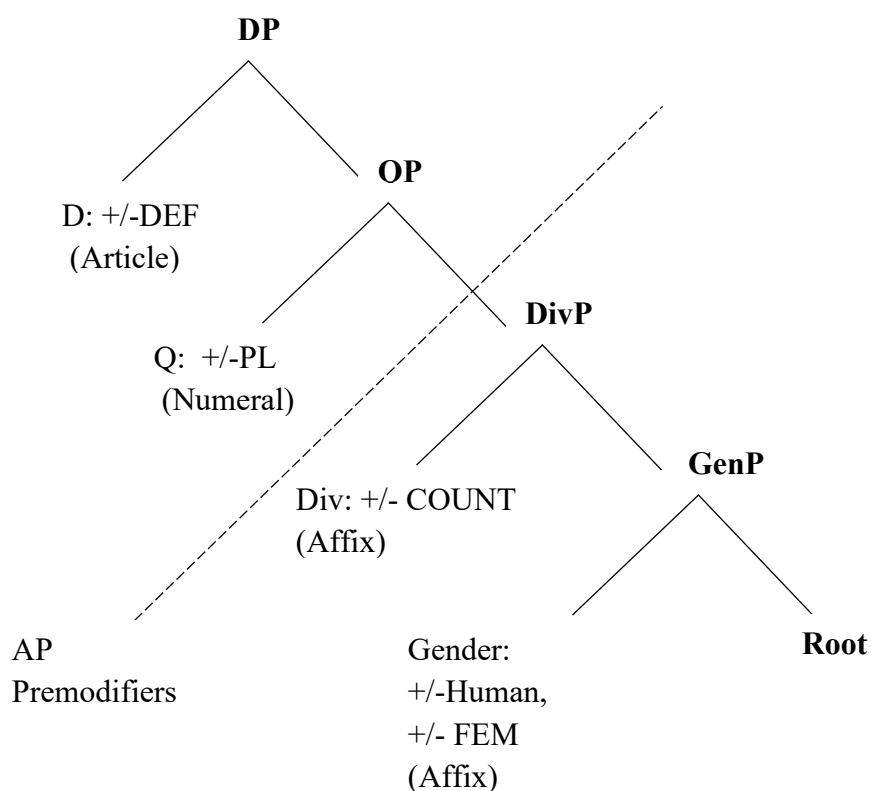 DP
OP
D: +/-DEF
(Article)
DivP
Q: +/-PL
(Numeral)
GenP
Div: +/- COUNT
(Affix)
AP
Premodifiers
Gender:
+/-Human,
+/- FEM
(Affix)
Root